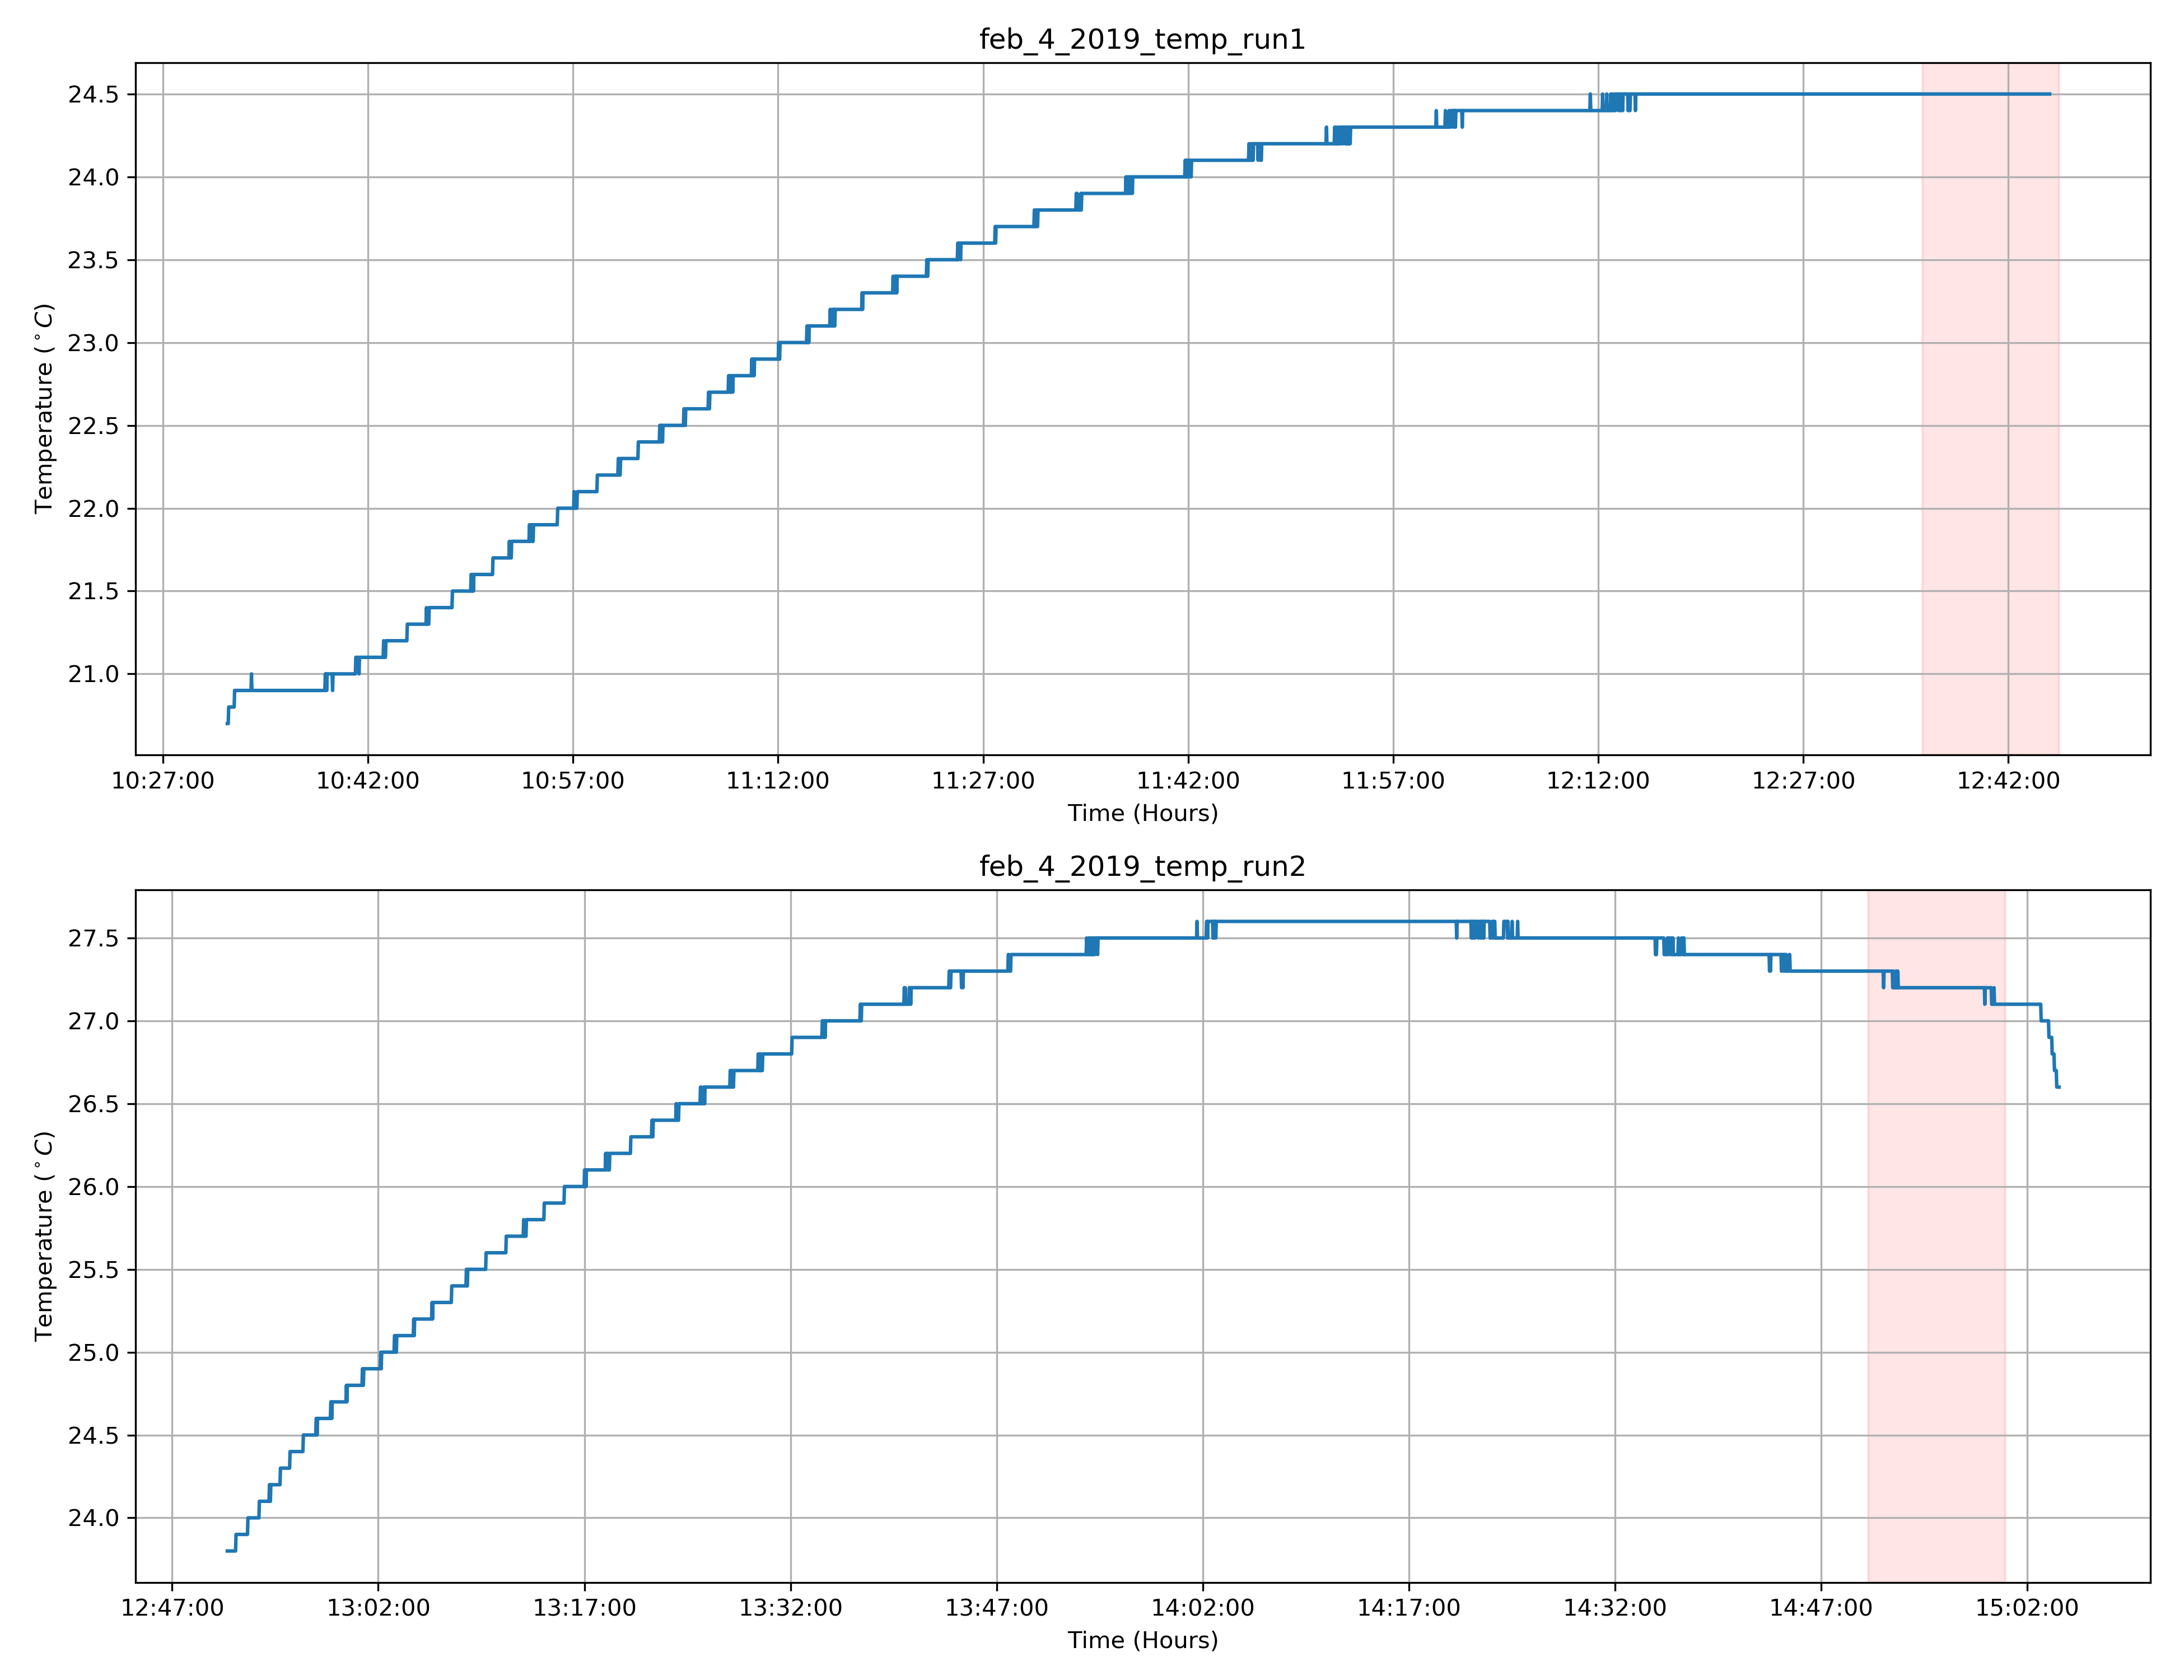 feb_4_2019_temp_run1
Temperature (°C)
24.5
24.0
23.5
23.0
22.5
22.0
21.5
21.0
10:27:00 10:42:00 10:57:00 11:12:00 11:27:00 11:42:00 11:57:00 12:12:00 12:27:00 12:42:00
Time (Hours)
feb_4_2019_temp_run2
Temperature (°C)
27.5
27.0
26.5
26.0
25.5
25.0
24.5
24.0
12:47:00 13:02:00 13:17:00 13:32:00 13:47:00 14:02:00 14:17:00 14:32:00 14:47:00 15:02:00
Time (Hours)